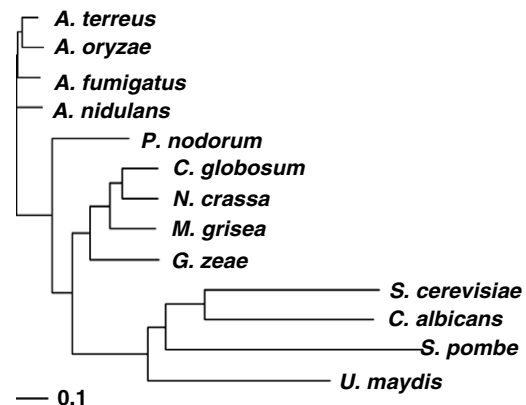 A. terreus
A. oryzae
A. fumigatus
A. nidulans
P. nodorum
C. globosum
N. crassa
M. grisea
G. zeae
S. cerevisiae
C. albicans
S. pombe
U. maydis
0.1